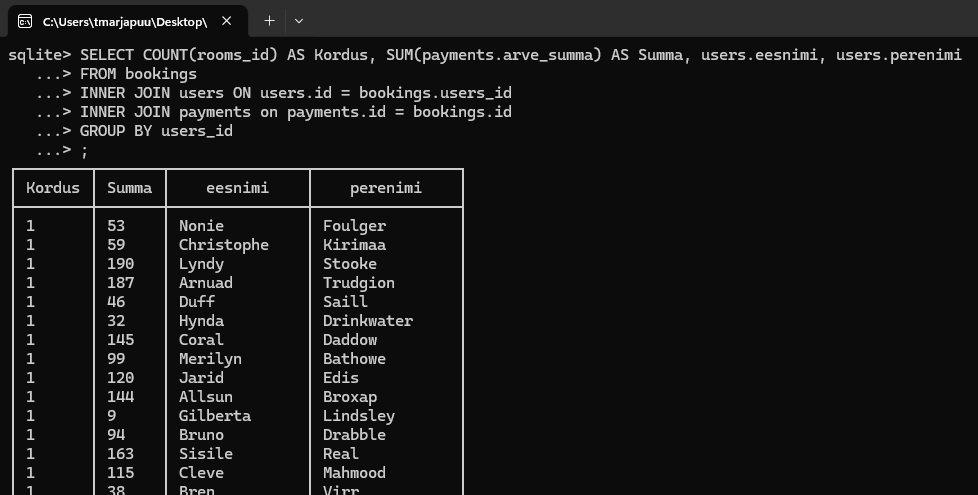 C:\Users\tmarjapuu\Desktop\
sqlite> SELECT COUNT(rooms_id) AS Kordus, SUM(payments.arve_summa) AS Summa, users.eesnimi, users.perenimi
...> FROM bookings
...> INNER JOIN users ON users.id = bookings.users_id
...> INNER JOIN payments on payments.id = bookings.id
...> GROUP BY users_id
...> ;
Kordus Summa eesnimi perenimi
1 53 Nonie Foulger
1 59 Christophe Kirimaa
1 190 Lyndy Stooke
1 187 Arnuad Trudgion
1 46 Duff Saill
1 32 Hynda Drinkwater
1 145 Coral Daddow
1 99 Merilyn Bathowe
1 120 Jarid Edis
1 144 Allsun Broxap
1 9 Gilberta Lindsley
1 94 Bruno Drabble
1 163 Sisile Real
1 115 Cleve Mahmood
1 38 Bren Virr